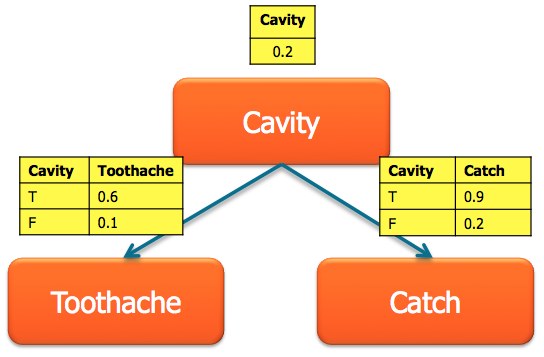 Cavity
0.2
Cavity
Cavity Toothache
T 0.6
F 0.1
Cavity Catch
T 0.9
F 0.2
Toothache
Catch